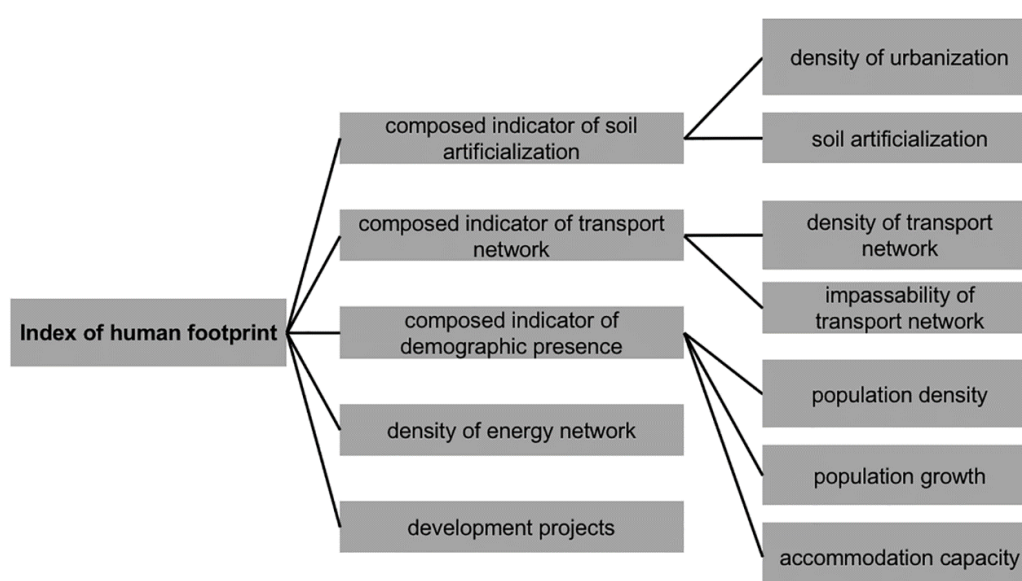 Index of human footprint
composed indicator of soil
artificialization
composed indicator of transport
network
composed indicator of
demographic presence
density of energy network
development projects
density of urbanization
soil artificialization
density of transport
network
impassability of
transport network
population density
population growth
accommodation capacity